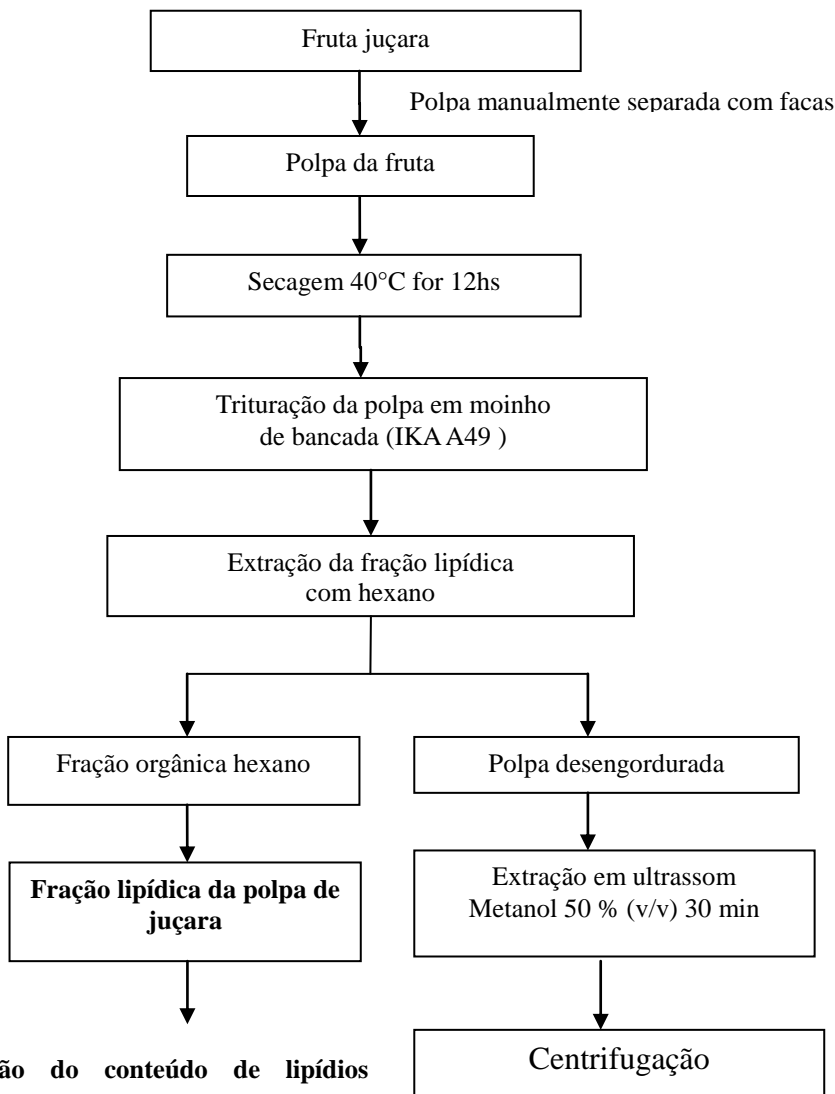 Fruta juçara
Polpa manualmente separada com facas
Polpa da fruta
Secagem 40°C for 12hs
Trituração da polpa em moinho
de bancada (IKA A49 )
Extração da fração lipídica
com hexano
Fração orgânica hexano
Polpa desengordurada
Fração lipídica da polpa de
juçara
Extração em ultrassom
Metanol 50 % (v/v) 30 min
do conteúdo de lipídios
Centrifugação